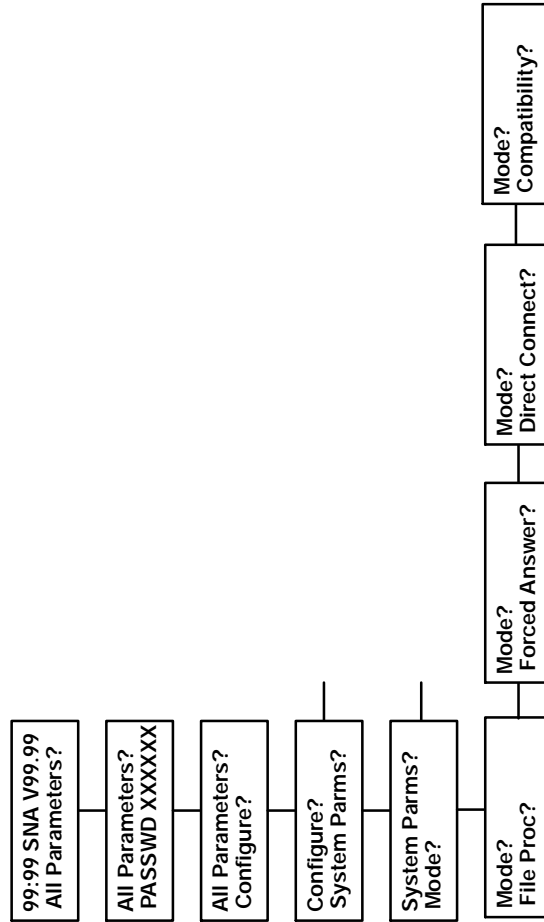 99:99 SNA V99.99
All Parameters?
All Parameters?
PASSWD XXXXXX
All Parameters?
Configure?
Configure?
System Parms?
System Parms?
Mode?
Mode?
File Proc?
Mode?
Forced Answer?
Mode?
Direct Connect?
Mode?
Compatibility?